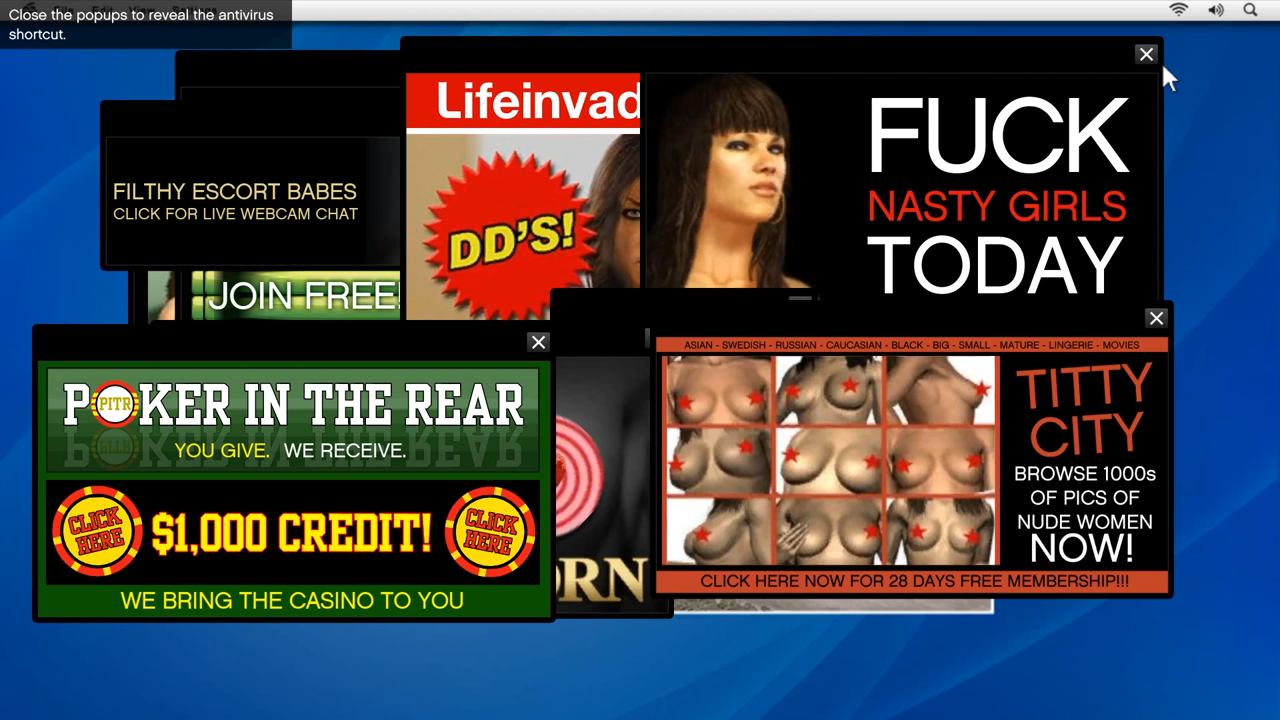 Close the popups to reveal the antivirus
shortcut.
Lifeinvad
DD'S!
FUCK
NASTY GIRLS
TODAY
FILTHY ESCORT BABES
CLICK FOR LIVE WEBCAM CHAT
JOIN FREE!
POKER IN THE REAR
PITR
YOU GIVE. WE RECEIVE.
CLICK
HERE
$1,000 CREDIT!
CLICK
HERE
WE BRING THE CASINO TO YOU
ORN
ASIAN - SWEDISH - RUSSIAN - CAUCASIAN - BLACK - BIG - SMALL - MATURE - LINGERIE - MOVIES
TITTY
CITY
BROWSE 1000s
OF PICS OF
NUDE WOMEN
NOW!
CLICK HERE NOW FOR 28 DAYS FREE MEMBERSHIP!!!